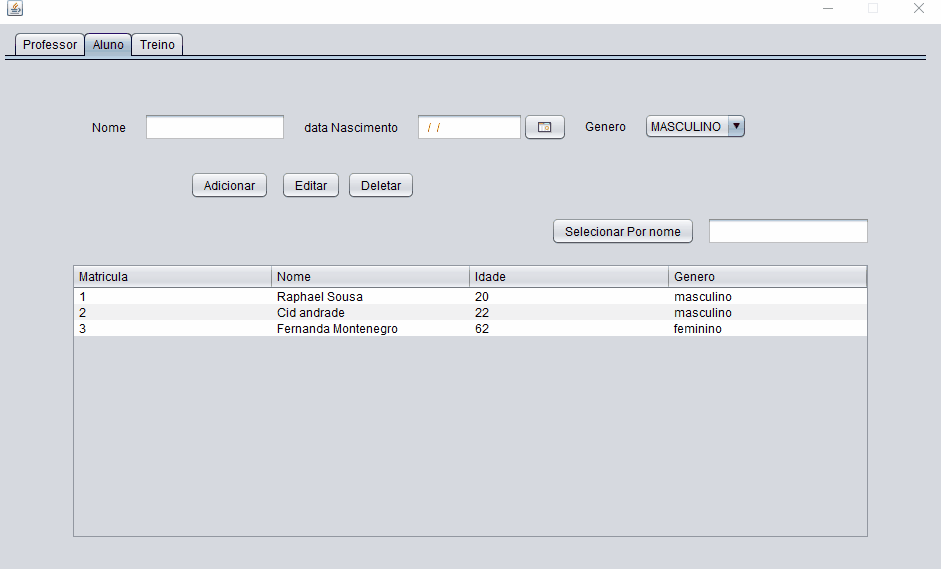 Professor Aluno Treino
Nome data Nascimento / / Genero MASCULINO
Adicionar Editar Deletar
Selecionar Por nome
Matricula Nome Idade Genero
1 Raphael Sousa 20 masculino
2 Cid andrade 22 masculino
3 Fernanda Montenegro 62 feminino